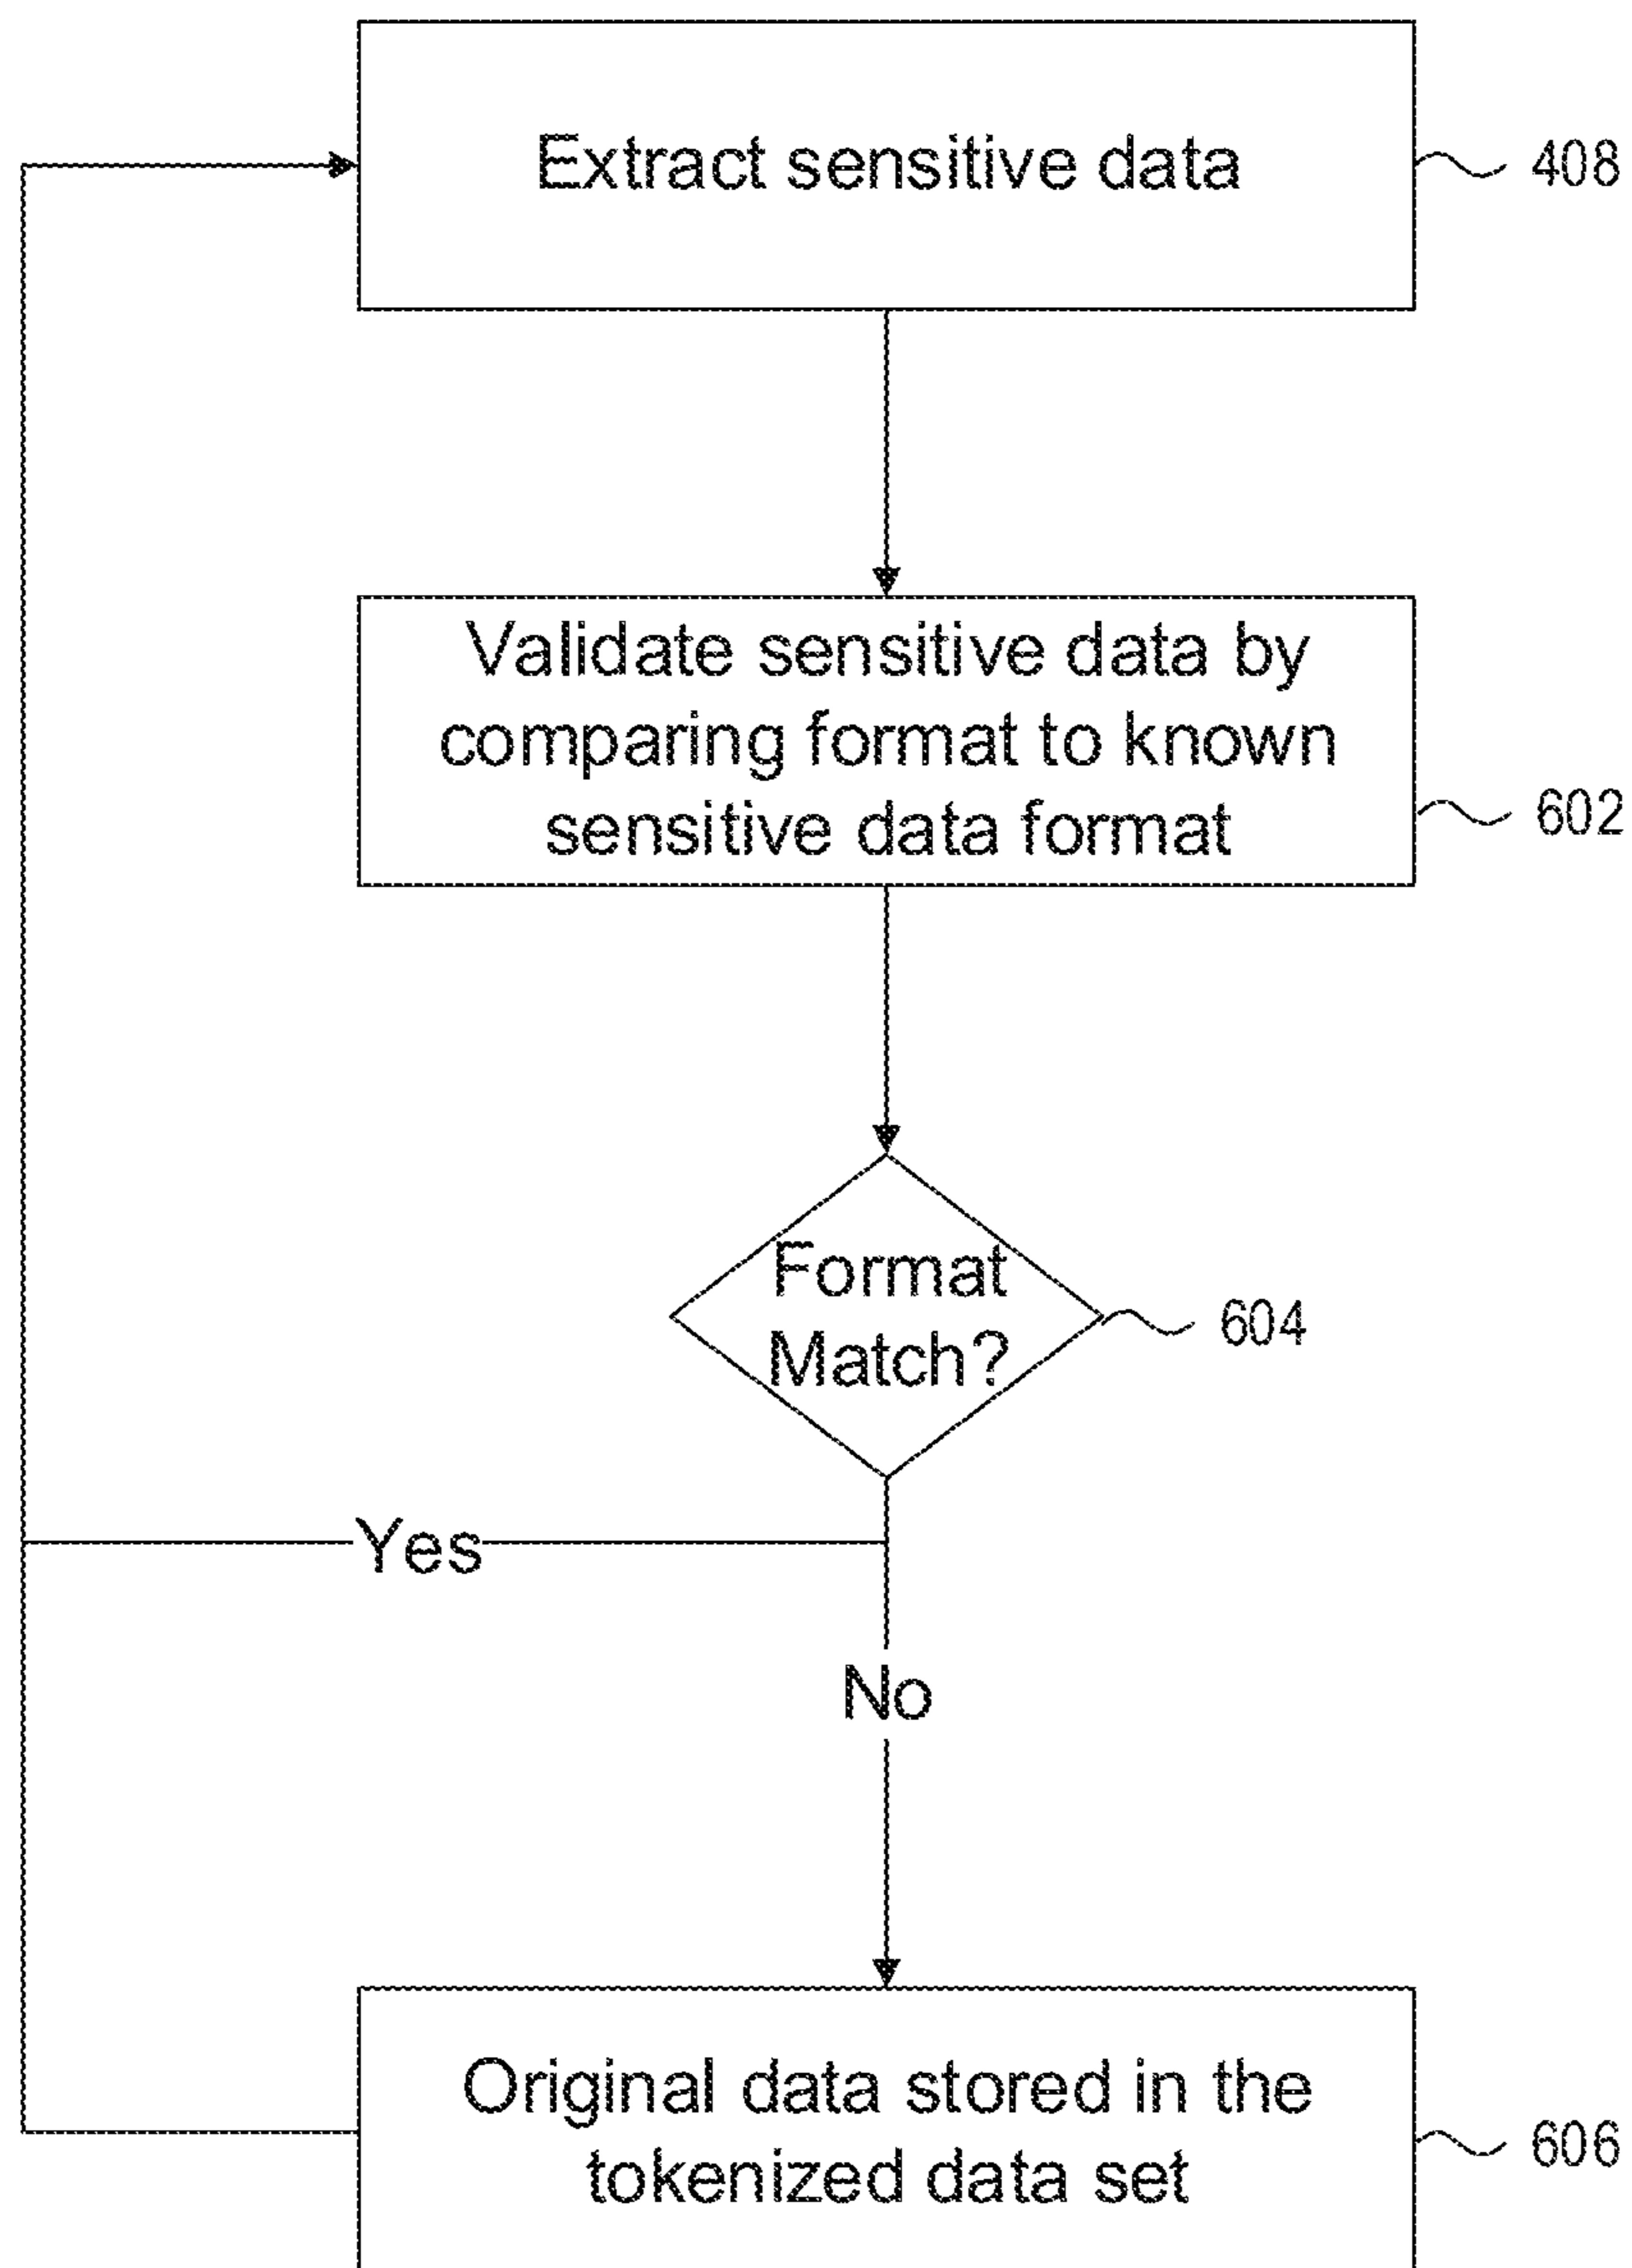 Extract sensitive data
408
Validate sensitive data by
comparing format to known
sensitive data format
602
Format
Match?
604
Yes
No
Original data stored in the
tokenized data set
606